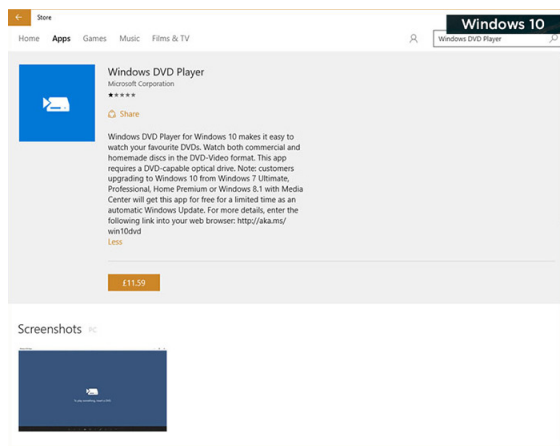 Store
Windows 10
Home Apps Games Music Films & TV
Windows DVD Player
Windows DVD Player
Microsoft Corporation
Share
Windows DVD Player for Windows 10 makes it easy to
watch your favourite DVDs. Watch both commercial and
homemade discs in the DVD-Video format. This app
requires a DVD-capable optical drive. Note: customers
upgrading to Windows 10 from Windows 7 Ultimate,
Professional, Home Premium or Windows 8.1 with Media
Center will get this app for free for a limited time as an
automatic Windows Update. For more details, enter the
following link into your web browser: http://aka.ms/
win10dvd
Less
£11.59
Screenshots PC